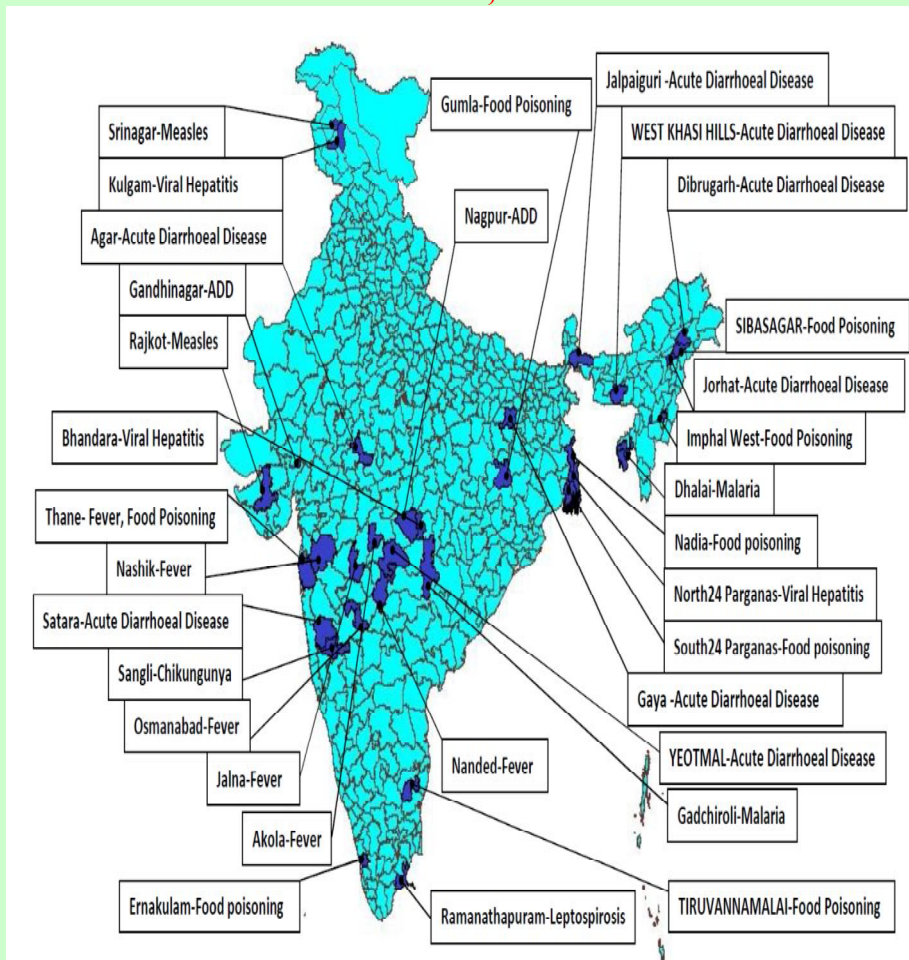 Jalpaiguri -Acute Diarrhoeal Disease
Gumla-Food Poisoning
Srinagar-Measles
WEST KHASI HILLS-Acute Diarrhoeal Disease
Kulgam-Viral Hepatitis
Dibrugarh-Acute Diarrhoeal Disease
Nagpur-ADD
Agar-Acute Diarrhoeal Disease
Gandhinagar-ADD
SIBASAGAR-Food Poisoning
Rajkot-Measles
Jorhat-Acute Diarrhoeal Disease
Bhandara-Viral Hepatitis
Imphal West-Food Poisoning
Dhalai-Malaria
Thane- Fever, Food Poisoning
Nadia-Food poisoning
Nashik-Fever
North24 Parganas-Viral Hepatitis
Satara-Acute Diarrhoeal Disease
South24 Parganas-Food poisoning
Sangli-Chikungunya
Gaya -Acute Diarrhoeal Disease
Osmanabad-Fever
YEOTMAL-Acute Diarrhoeal Disease
Jalna-Fever
Nanded-Fever
Gadchiroli-Malaria
Akola-Fever
Ernakulam-Food poisoning
Ramanathapuram-Leptospirosis
TIRUVANNAMALAI-Food Poisoning